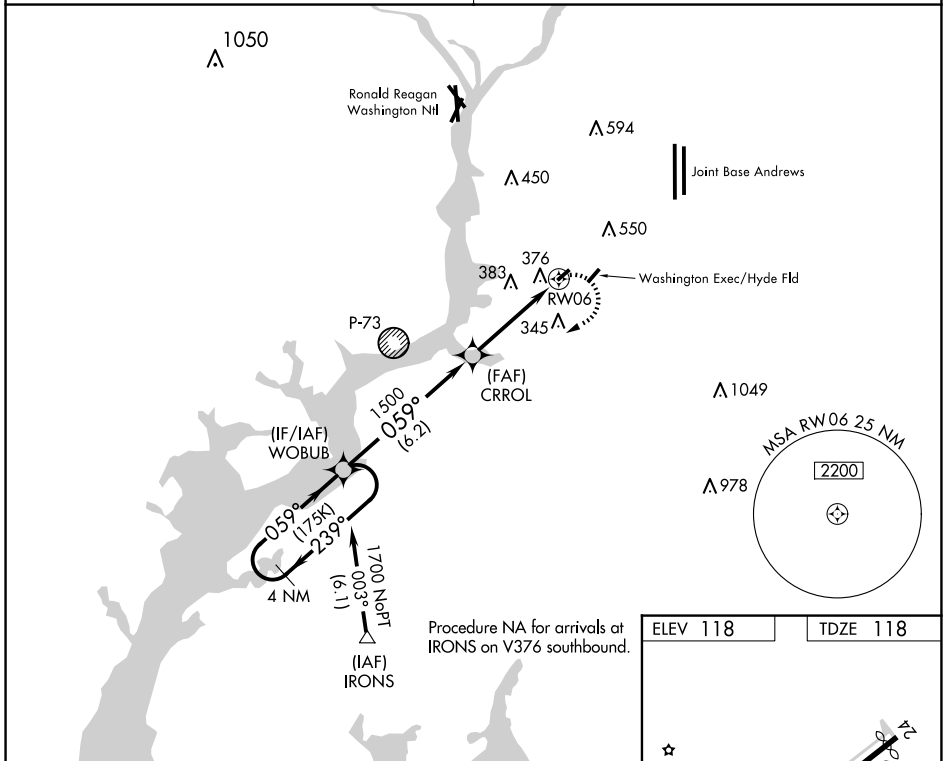 1050
Ronald Reagan
Washington Ntl
594
450
Joint Base Andrews
550
376
383
Washington Exec/Hyde Fld
RW06
345
P-73
(FAF)
CRROL
1500
059°
(6.2)
1049
(IF/IAF)
WOBUB
MSA RW06 25 NM
2200
978
059°
(175K)
239°
4 NM
1700 NoPT
003°
(6.1)
(IAF)
IRONS
Procedure NA for arrivals at
IRONS on V376 southbound.
ELEV 118
TDZE 118
24